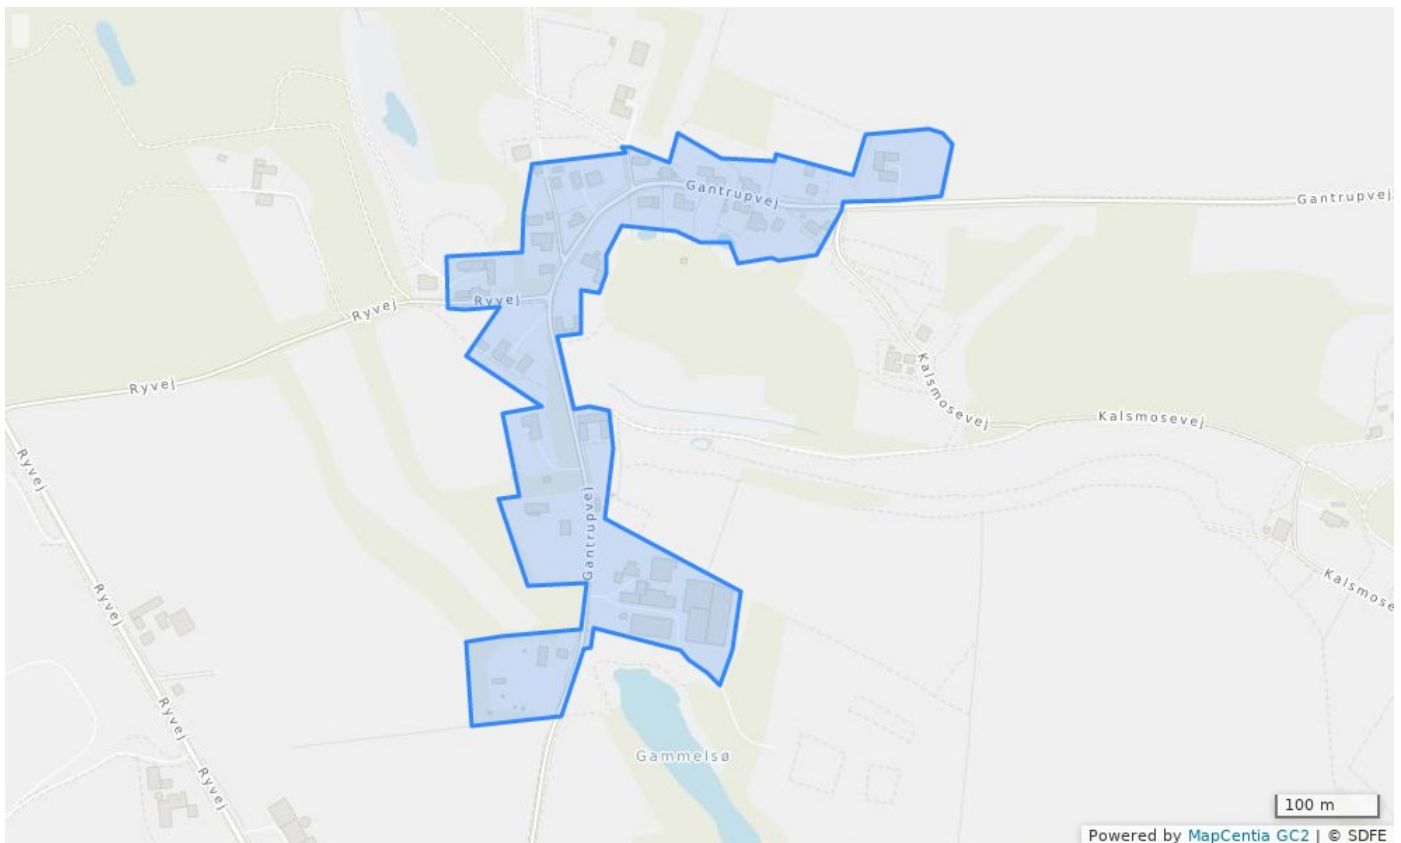 Gantrupvej
Gantrupvej
Ryvej
Ryvej
Ryvej
Kalsmosevej
Kalsmosevej
Ryvej
Gantrupvej
Kalsmose
Ryvej
Ryvej
Gammelsø
Ryvej
100 m
Powered by MapCentia GC2 | © SDFE